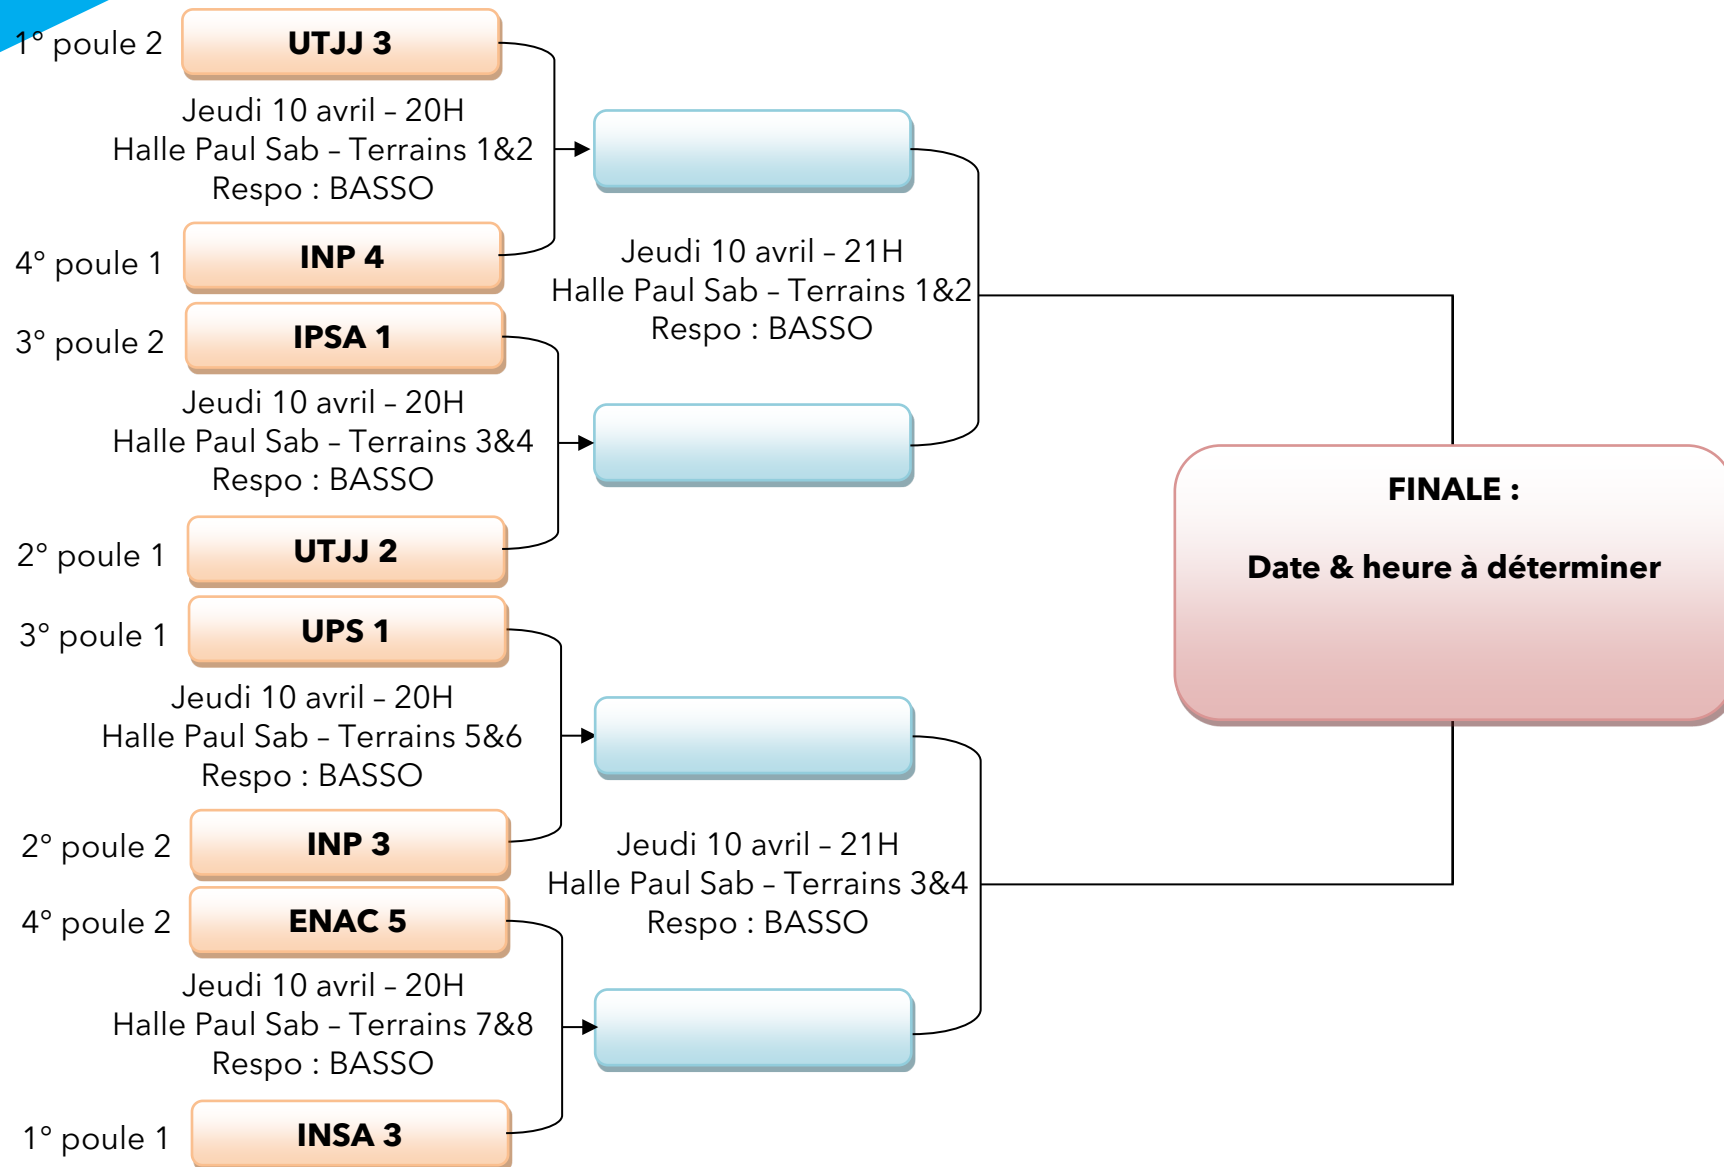 1° poule 2
UTJJ 3
Jeudi 10 avril – 20H
Halle Paul Sab – Terrains 1&2
Respo : BASSO
4° poule 1
INP 4
3° poule 2
IPSA 1
Jeudi 10 avril – 20H
Halle Paul Sab – Terrains 3&4
Respo : BASSO
2° poule 1
UTJJ 2
3° poule 1
UPS 1
Jeudi 10 avril – 20H
Halle Paul Sab – Terrains 5&6
Respo : BASSO
2° poule 2
INP 3
4° poule 2
ENAC 5
Jeudi 10 avril – 20H
Halle Paul Sab – Terrains 7&8
Respo : BASSO
1° poule 1
INSA 3
Jeudi 10 avril – 21H
Halle Paul Sab – Terrains 1&2
Respo : BASSO
Jeudi 10 avril – 21H
Halle Paul Sab – Terrains 3&4
Respo : BASSO
FINALE :
Date & heure à déterminer